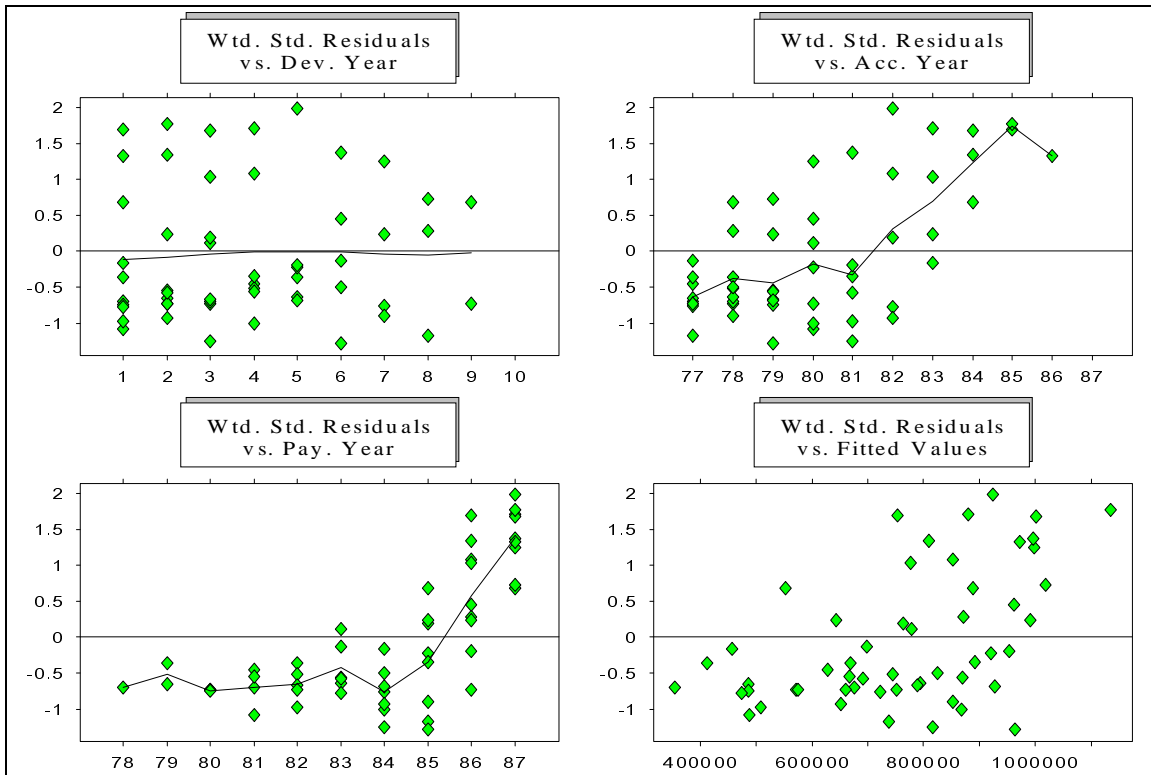 Wtd. Std. Residuals
vs. Dev. Year
2
1.5
1
0.5
0
-0.5
-1
1 2 3 4 5 6 7 8 9 10
Wtd. Std. Residuals
vs. Acc. Year
2
1.5
1
0.5
0
-0.5
-1
77 78 79 80 81 82 83 84 85 86 87
Wtd. Std. Residuals
vs. Pay. Year
2
1.5
1
0.5
0
-0.5
-1
78 79 80 81 82 83 84 85 86 87
Wtd. Std. Residuals
vs. Fitted Values
2
1.5
1
0.5
0
-0.5
-1
400000 600000 800000 1000000